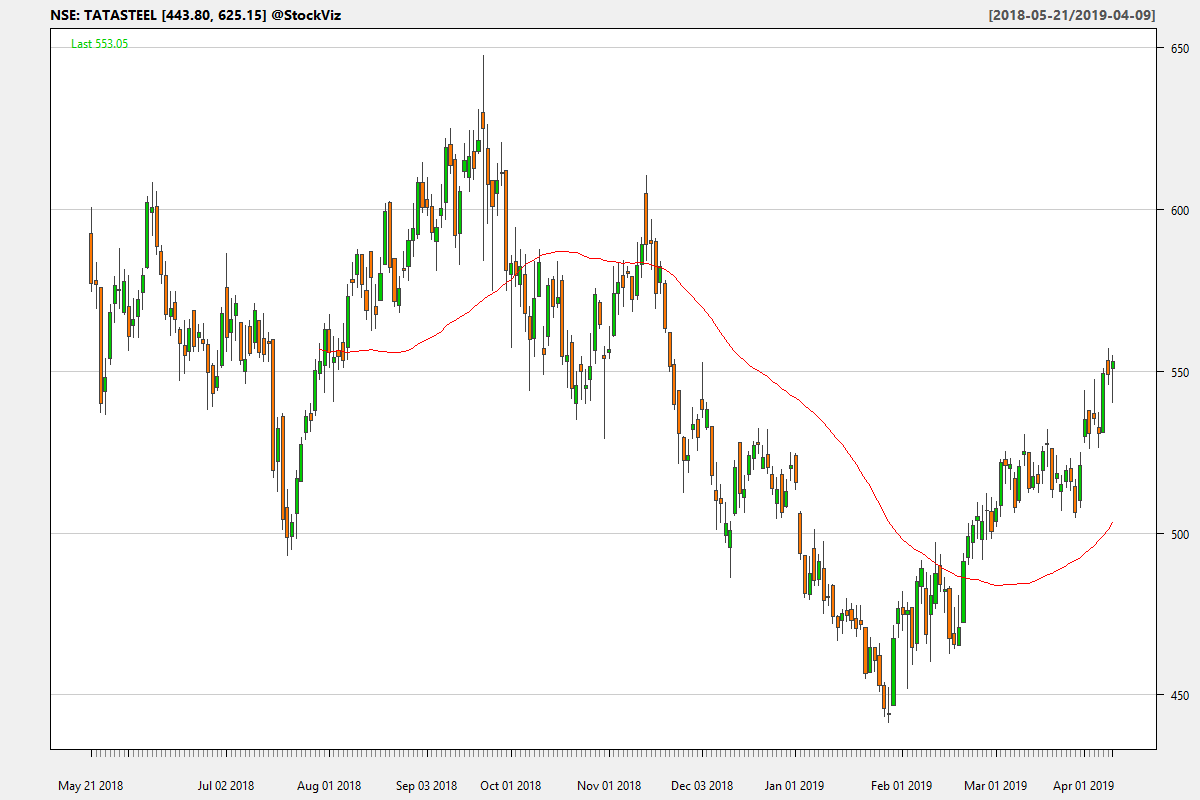 NSE: TATASTEEL [443.80, 625.15] @StockViz [2018-05-21/2019-04-09]
Last 553.05
650
600
550
500
450
May 21 2018 Jul 02 2018 Aug 01 2018 Sep 03 2018 Oct 01 2018 Nov 01 2018 Dec 03 2018 Jan 01 2019 Feb 01 2019 Mar 01 2019 Apr 01 2019